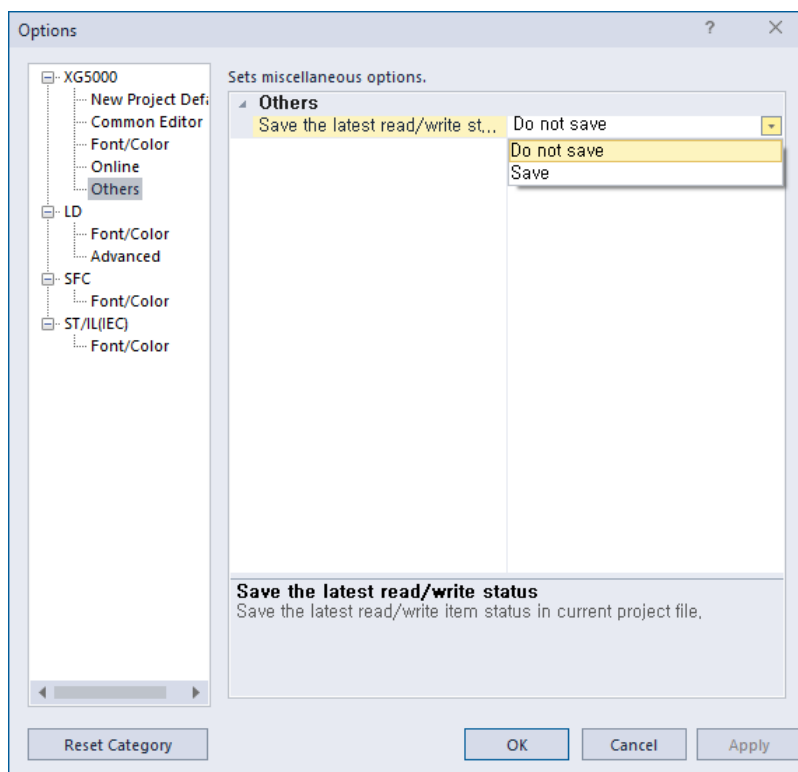 Options
?
XG5000
New Project Defa
Common Editor
Font/Color
Online
Others
LD
Font/Color
Advanced
SFC
Font/Color
ST/IL(IEC)
Font/Color
Sets miscellaneous options.
Others
Save the latest read/write st... Do not save
Do not save
Save
Save the latest read/write status
Save the latest read/write item status in current project file.
Reset Category
OK
Cancel
Apply